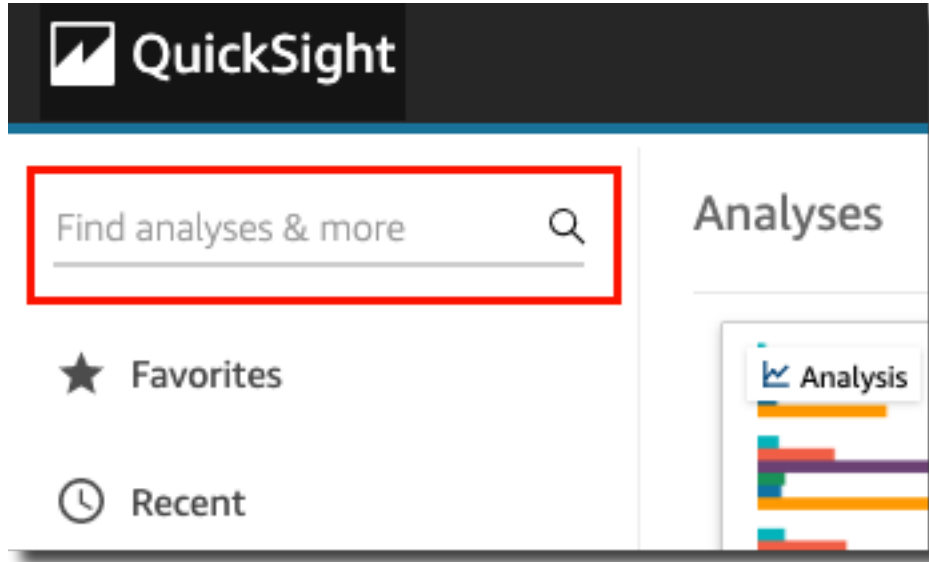 QuickSight
Find analyses & more
Favorites
Recent
Analyses
Analysis